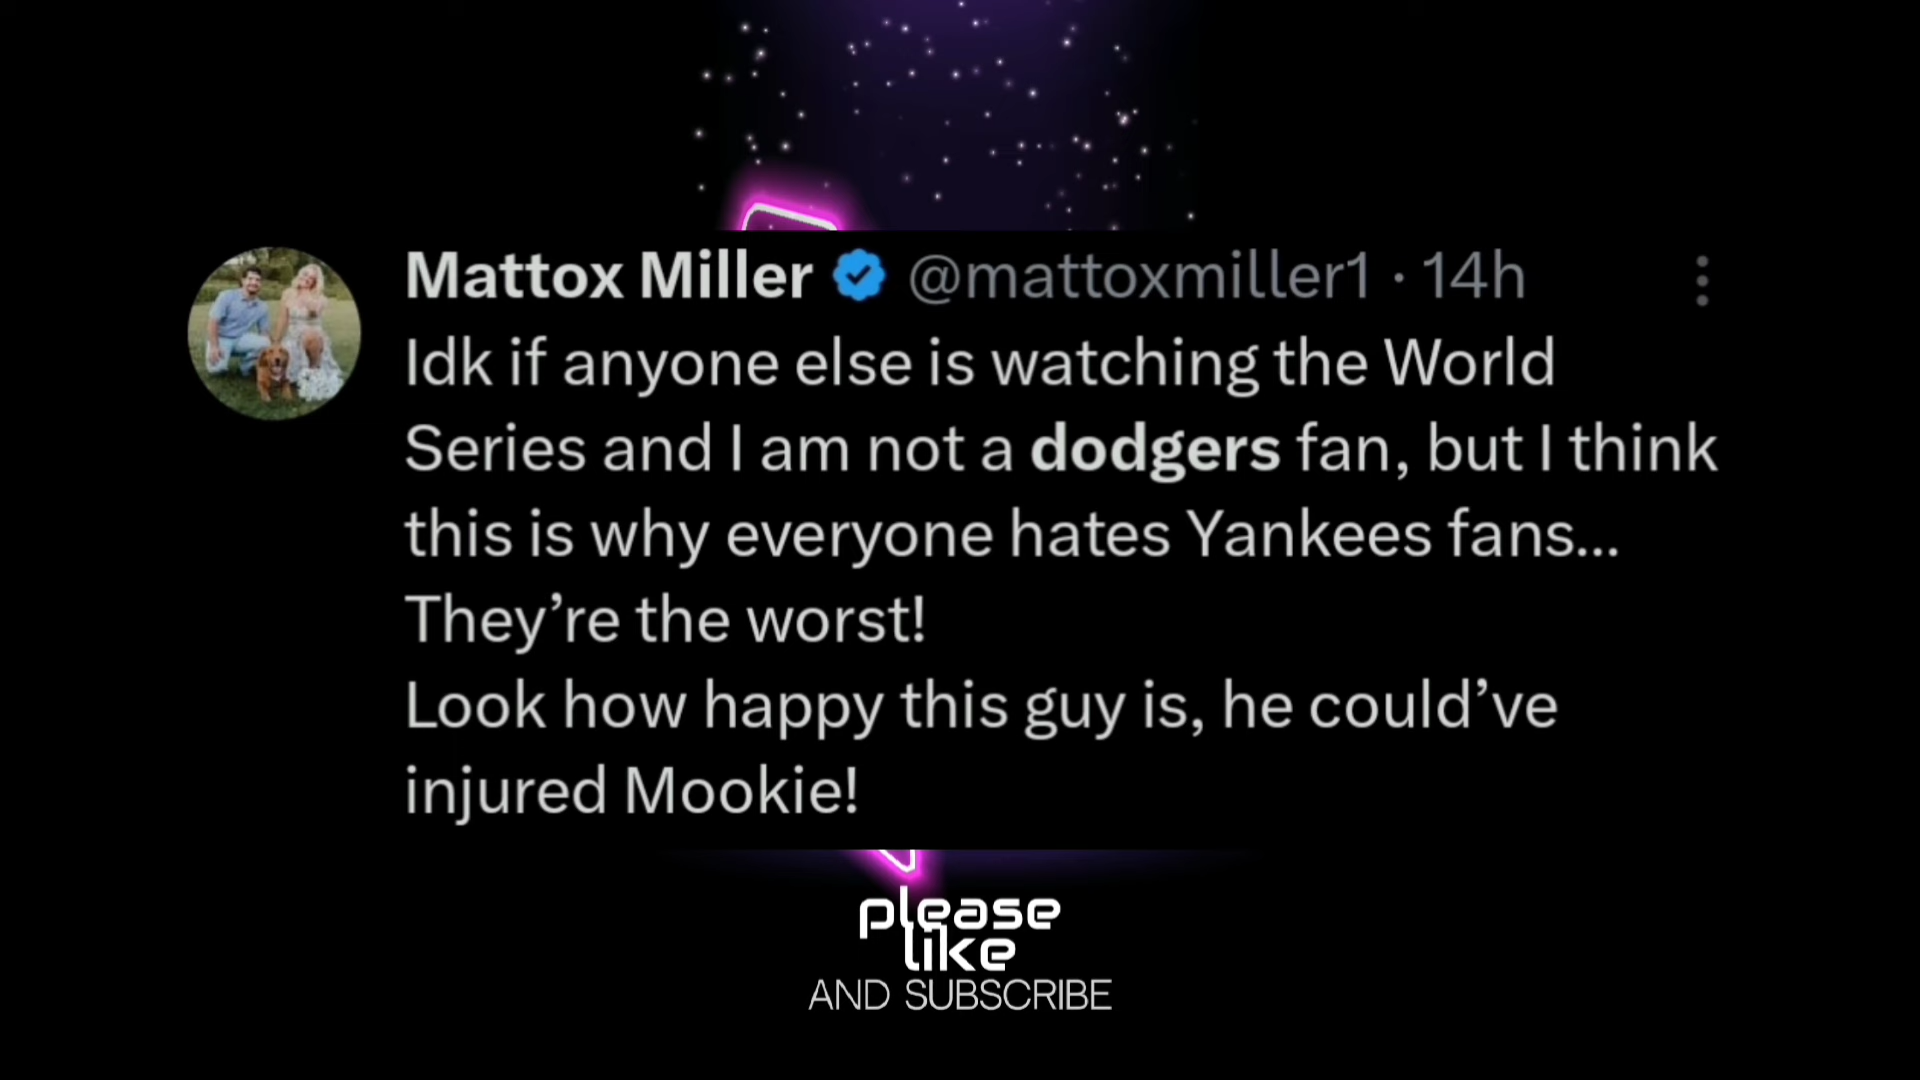 Mattox Miller @mattoxmiller1 · 14h
Idk if anyone else is watching the World
Series and I am not a dodgers fan, but I think
this is why everyone hates Yankees fans...
They’re the worst!
Look how happy this guy is, he could’ve
injured Mookie!
please
like
AND SUBSCRIBE